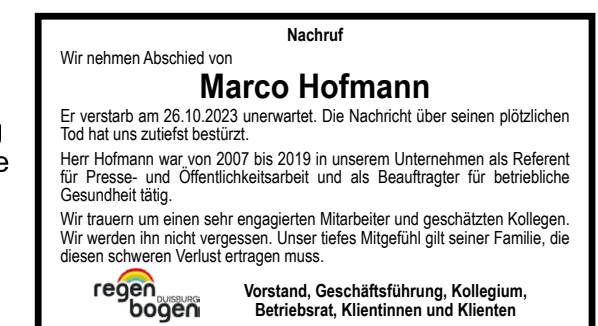 Nachruf
Wir nehmen Abschied von
Marco Hofmann
Er verstarb am 26.10.2023 unerwartet. Die Nachricht über seinen plötzlichen
Tod hat uns zutiefst bestürzt.
Herr Hofmann war von 2007 bis 2019 in unserem Unternehmen als Referent
für Presse- und Öffentlichkeitsarbeit und als Beauftragter für betriebliche
Gesundheit tätig.
Wir trauern um einen sehr engagierten Mitarbeiter und geschätzten Kollegen.
Wir werden ihn nicht vergessen. Unser tiefes Mitgefühl gilt seiner Familie, die
diesen schweren Verlust ertragen muss.
regen
DUISBURG
bogen
Vorstand, Geschäftsführung, Kollegium,
Betriebsrat, Klientinnen und Klienten